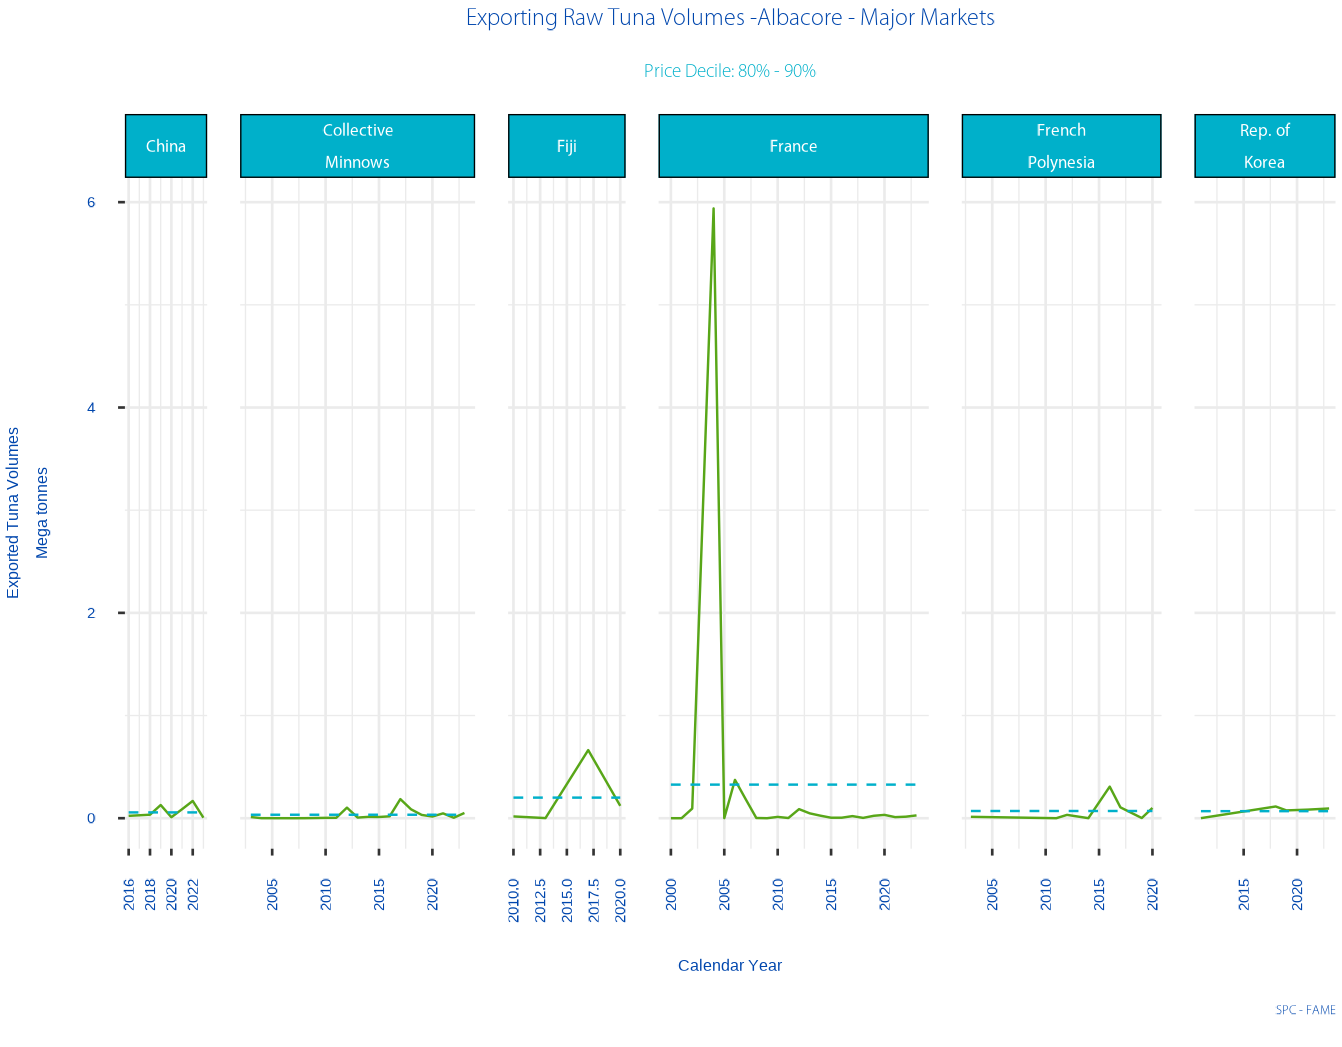 Exporting Raw Tuna Volumes -Albacore - Major Markets
Price Decile: 80% - 90%
China
Collective
Minnows
Fiji
France
French
Polynesia
Rep. of
Korea
Exported Tuna Volumes
Mega tonnes
6
4
2
0
2016 2018 2020 2022
2005 2010 2015 2020
2010.0 2012.5 2015.0 2017.5 2020.0
2000 2005 2010 2015 2020
2005 2010 2015 2020
2015 2020
Calendar Year
SPC - FAME